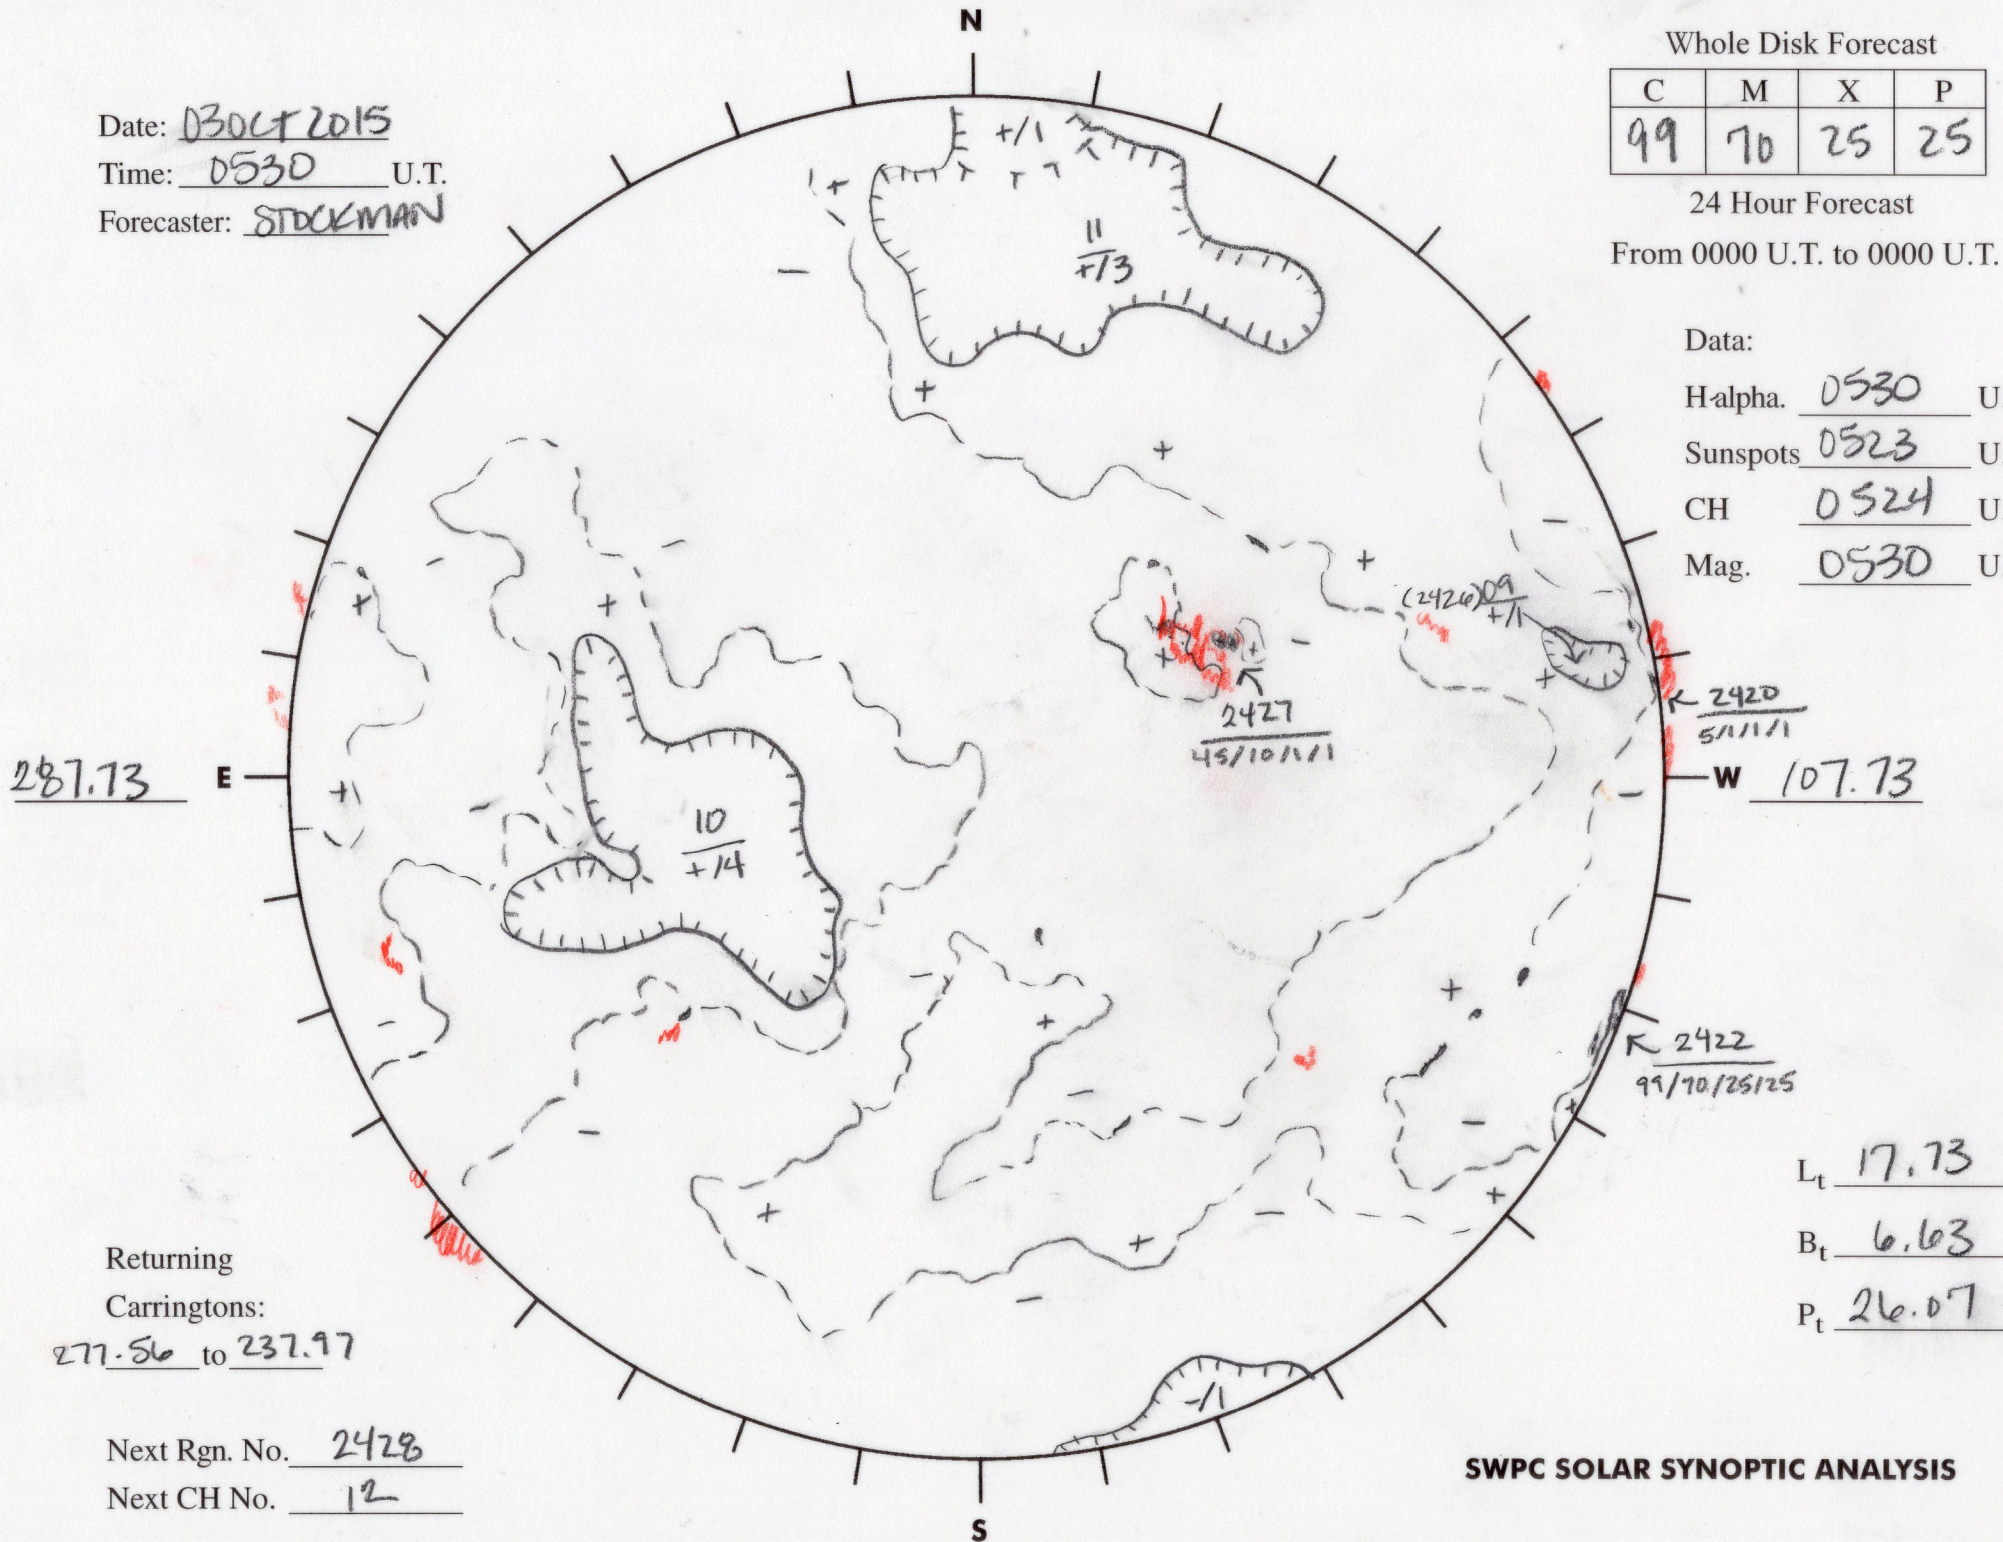 N
Whole Disk Forecast
C M X P
99 70 25 25
24 Hour Forecast
From 0000 U.T. to 0000 U.T.
Date: 03OCT 2015
Time: 0530 U.T.
Forecaster: STOCKMAN
Data:
H-alpha. 0530 U
Sunspots 0523 U
CH 0524 U
Mag. 0530 U
+/1
11
+/3
(2426) 09
+/1
2427
45/10/1/1
2420
5/1/1/1
287.73 E
W 107.73
10
+/4
2422
99/70/25/25
Lt 17.73
Bt 6.63
Pt 26.07
Returning
Carringtons:
277.56 to 237.97
-/1
Next Rgn. No. 2428
Next CH No. 12
SWPC SOLAR SYNOPTIC ANALYSIS
S